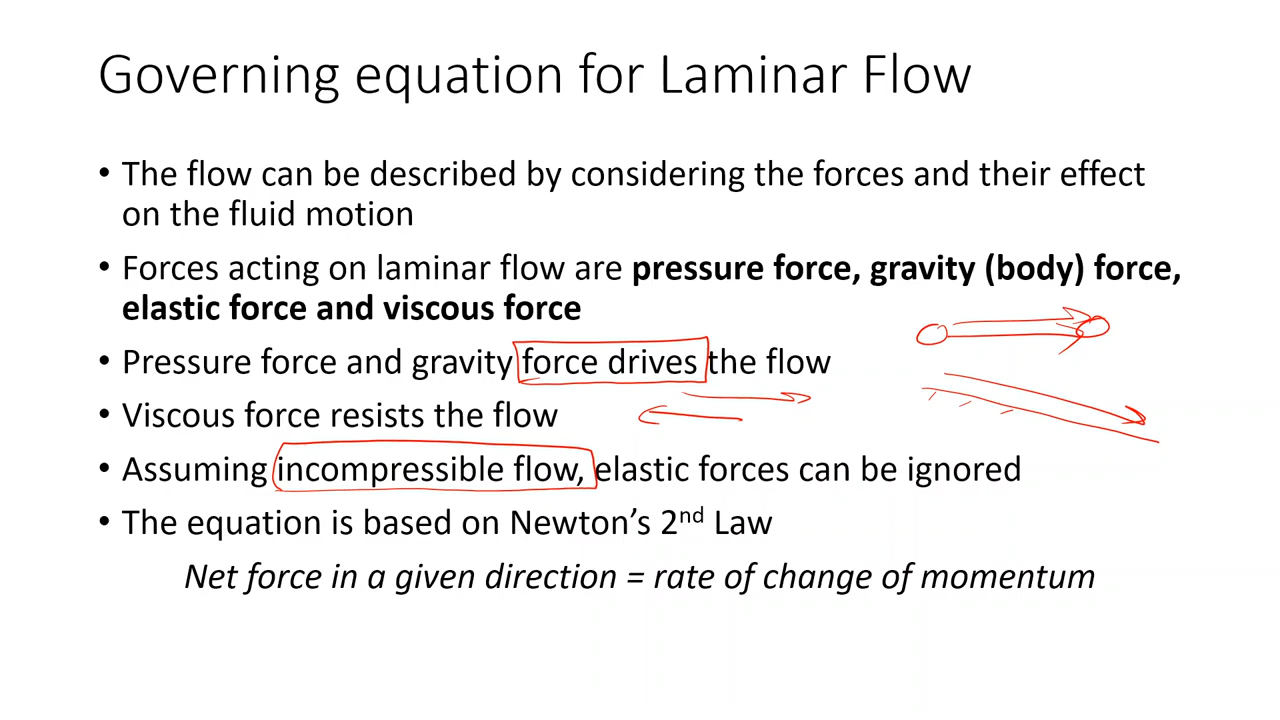 Governing equation for Laminar Flow
• The flow can be described by considering the forces and their effect
on the fluid motion
• Forces acting on laminar flow are pressure force, gravity (body) force,
elastic force and viscous force
• Pressure force and gravity force drives the flow
• Viscous force resists the flow
• Assuming incompressible flow, elastic forces can be ignored
• The equation is based on Newton’s 2nd Law
Net force in a given direction = rate of change of momentum